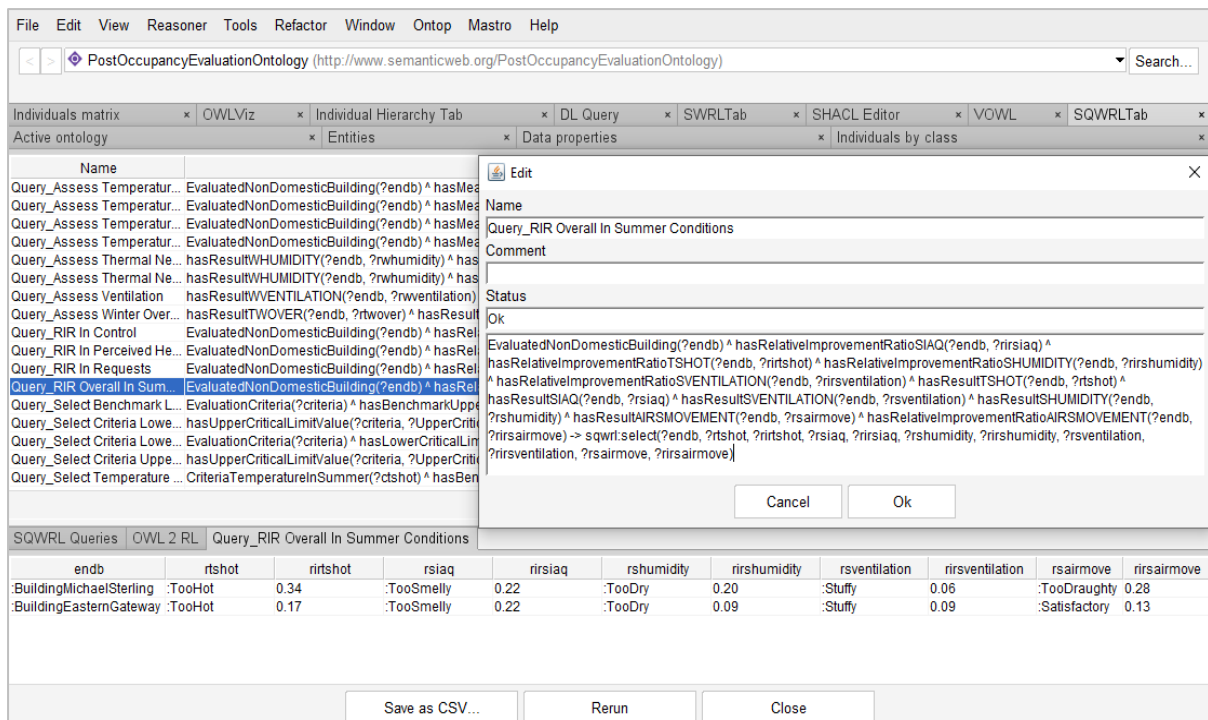 File Edit View Reasoner Tools Refactor Window Ontop Mastro Help
< > PostOccupancyEvaluationOntology (http://www.semanticweb.org/PostOccupancyEvaluationOntology) Search...
Individuals matrix × OWLViz × Individual Hierarchy Tab × DL Query × SWRLTab × SHACL Editor × VOWL × SQWRLTab ×
Active ontology × Entities × Data properties × Individuals by class ×
Name
Query_Assess Temperatur... EvaluatedNonDomesticBuilding(?endb) ^ hasMea
Query_Assess Temperatur... EvaluatedNonDomesticBuilding(?endb) ^ hasMea
Query_Assess Temperatur... EvaluatedNonDomesticBuilding(?endb) ^ hasMea
Query_Assess Temperatur... EvaluatedNonDomesticBuilding(?endb) ^ hasMea
Query_Assess Thermal Ne... hasResultWHUMIDITY(?endb, ?rwhumidity) ^ has
Query_Assess Thermal Ne... hasResultWHUMIDITY(?endb, ?rwhumidity) ^ has
Query_Assess Ventilation hasResultWVENTILATION(?endb, ?rwventilation)
Query_Assess Winter Over... hasResultTWOVER(?endb, ?rtwover) ^ hasResult
Query_RIR In Control EvaluatedNonDomesticBuilding(?endb) ^ hasRel
Query_RIR In Perceived He... EvaluatedNonDomesticBuilding(?endb) ^ hasRel
Query_RIR In Requests EvaluatedNonDomesticBuilding(?endb) ^ hasRel
Query_RIR Overall In Sum... EvaluatedNonDomesticBuilding(?endb) ^ hasRel
Query_Select Benchmark L... EvaluationCriteria(?criteria) ^ hasBenchmarkUppe
Query_Select Criteria Lowe... hasUpperCriticalLimitValue(?criteria, ?UpperCritic
Query_Select Criteria Lowe... EvaluationCriteria(?criteria) ^ hasLowerCriticalLim
Query_Select Criteria Uppe... hasUpperCriticalLimitValue(?criteria, ?UpperCriti
Query_Select Temperature ... CriteriaTemperatureInSummer(?ctshot) ^ hasBen
Edit
Name
Query_RIR Overall In Summer Conditions
Comment
Status
Ok
EvaluatedNonDomesticBuilding(?endb) ^ hasRelativeImprovementRatioSIAQ(?endb, ?rirsiaq) ^
hasRelativeImprovementRatioTSHOT(?endb, ?rirtshot) ^ hasRelativeImprovementRatioSHUMIDITY(?endb, ?rirshumidity)
^ hasRelativeImprovementRatioSVENTILATION(?endb, ?rirsventilation) ^ hasResultTSHOT(?endb, ?rtshot) ^
hasResultSIAQ(?endb, ?rsiaq) ^ hasResultSVENTILATION(?endb, ?rsventilation) ^ hasResultSHUMIDITY(?endb,
?rshumidity) ^ hasResultAIRSMOVEMENT(?endb, ?rsairmove) ^ hasRelativeImprovementRatioAIRSMOVEMENT(?endb,
?rirsairmove) -> sqwrl:select(?endb, ?rtshot, ?rirtshot, ?rsiaq, ?rirsiaq, ?rshumidity, ?rirshumidity, ?rsventilation,
?rirsventilation, ?rsairmove, ?rirsairmove)
Cancel Ok
SQWRL Queries OWL 2 RL Query_RIR Overall In Summer Conditions
endb rtshot rirtshot rsiaq rirsiaq rshumidity rirshumidity rsventilation rirsventilation rsairmove rirsairmove
:BuildingMichaelSterling :TooHot 0.34 :TooSmelly 0.22 :TooDry 0.20 :Stuffy 0.06 :TooDraughty 0.28
:BuildingEasternGateway :TooHot 0.17 :TooSmelly 0.22 :TooDry 0.09 :Stuffy 0.09 :Satisfactory 0.13
Save as CSV... Rerun Close